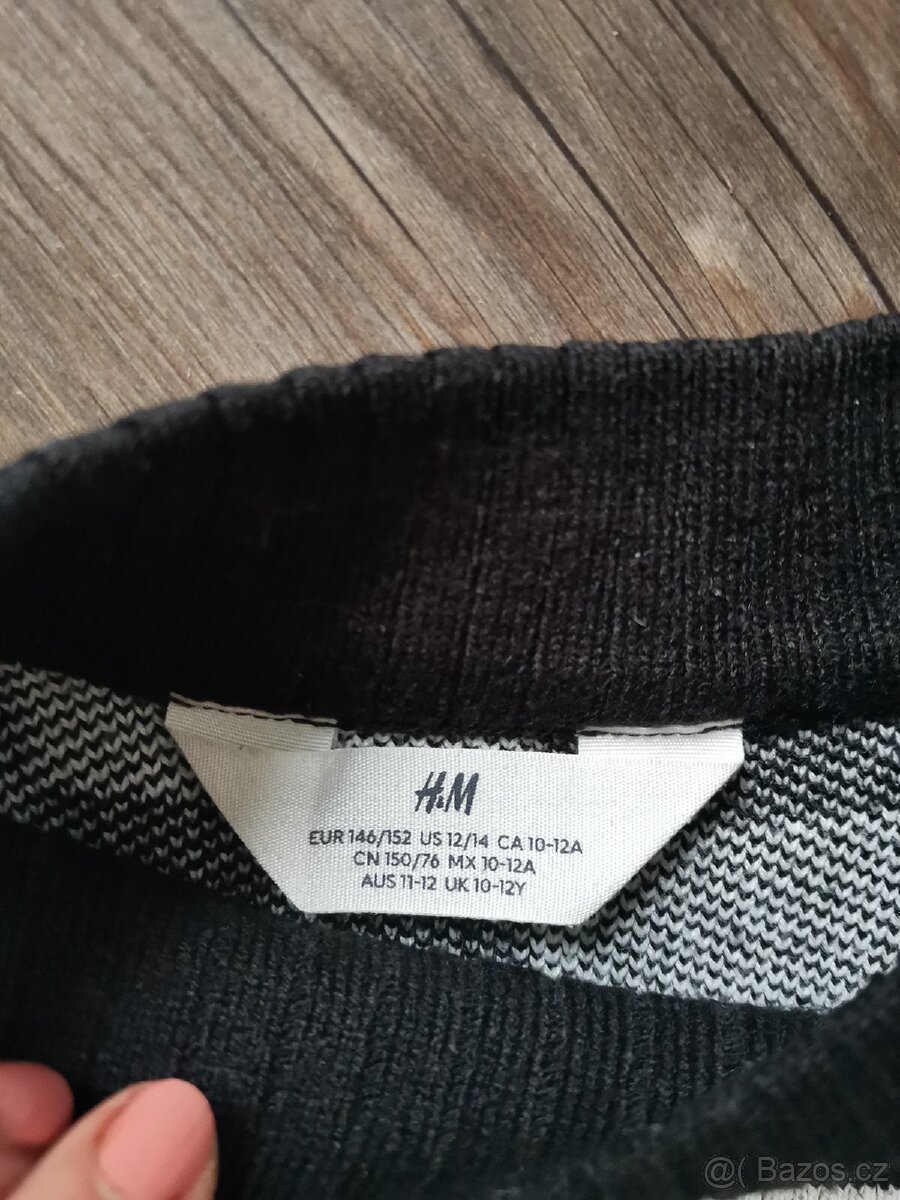 H&M
EUR 146/152 US 12/14 CA 10-12A
CN 150/76 MX 10-12A
AUS 11-12 UK 10-12Y
@( Bazos.cz